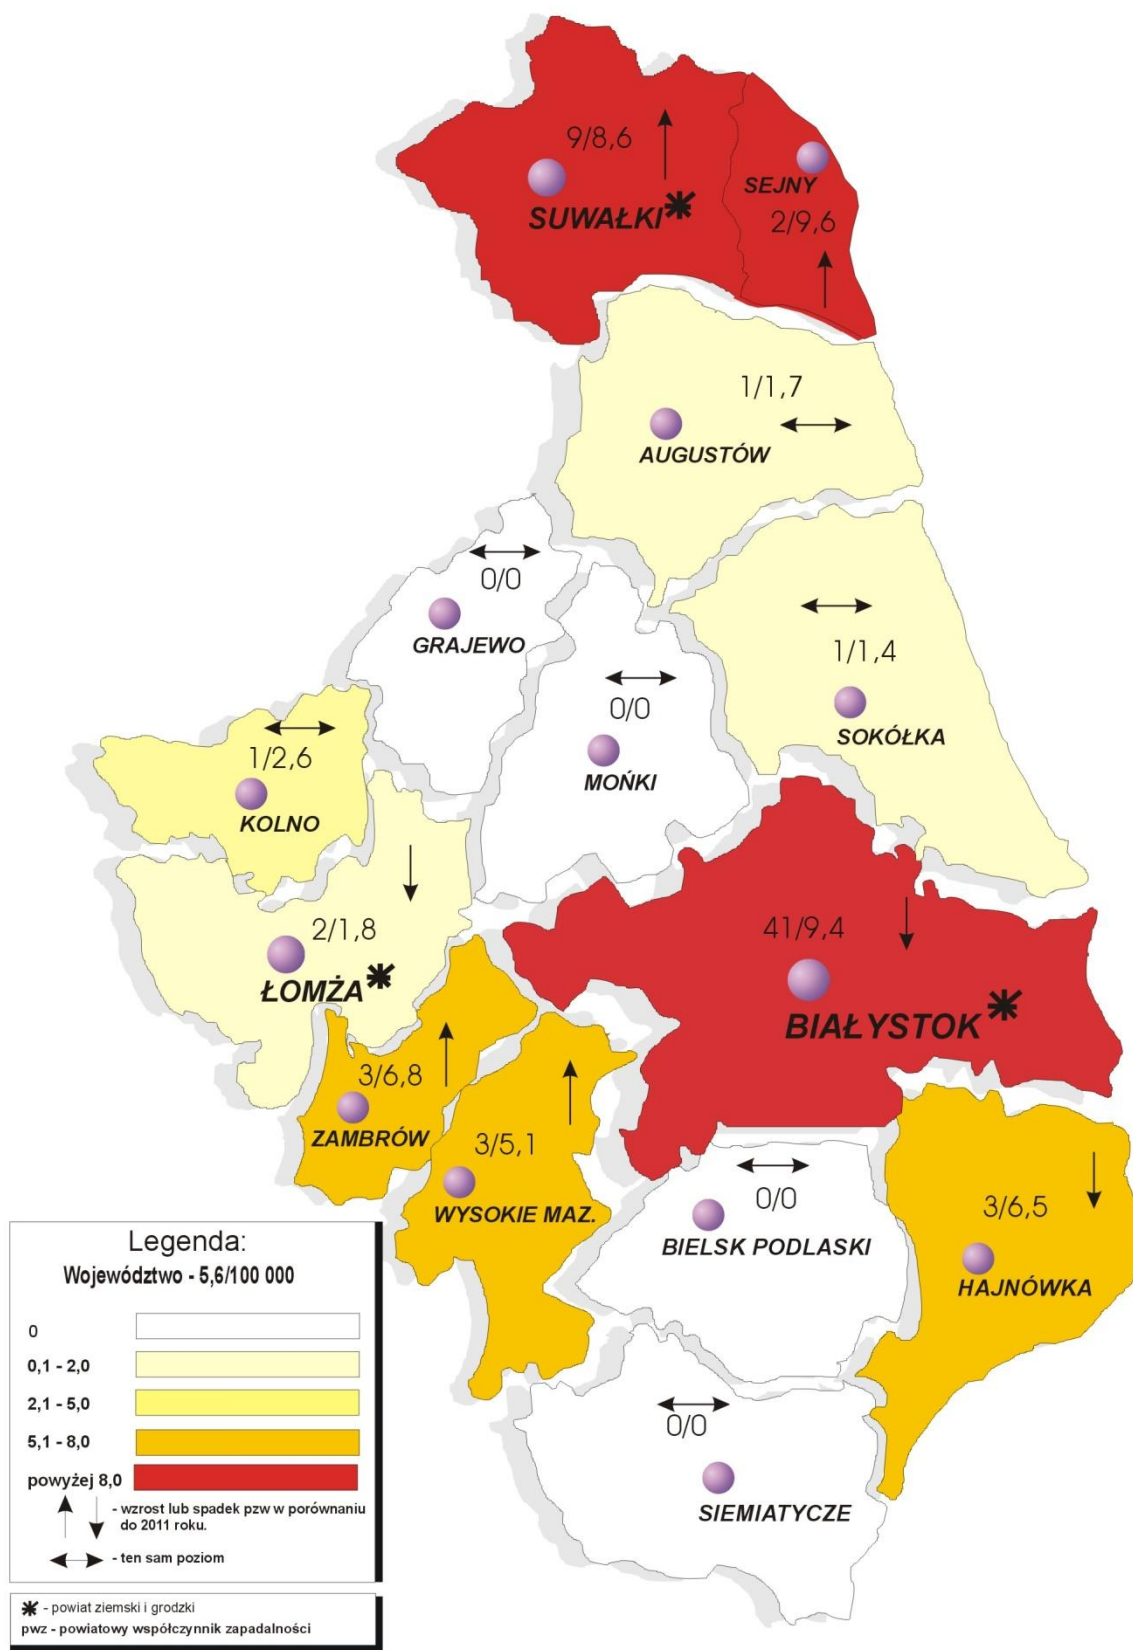 9/8,6
SUWAŁKI
SEJNY
2/9,6
1/1,7
AUGUSTÓW
0/0
GRAJEWO
1/1,4
SOKÓŁKA
0/0
MOŃKI
1/2,6
KOLNO
2/1,8
ŁOMŻA
41/9,4
BIAŁYSTOK
3/6,8
ZAMBRÓW
3/5,1
WYSOKIE MAZ.
0/0
BIELSK PODLASKI
3/6,5
HAJNÓWKA
0/0
SIEMIATYCZE
Legenda:
Województwo - 5,6/100 000
0
0,1 - 2,0
2,1 - 5,0
5,1 - 8,0
powyżej 8,0
- wzrost lub spadek pzw w porównaniu
do 2011 roku.
- ten sam poziom
- powiat ziemski i grodzki
pwz - powiatowy współczynnik zapadalności